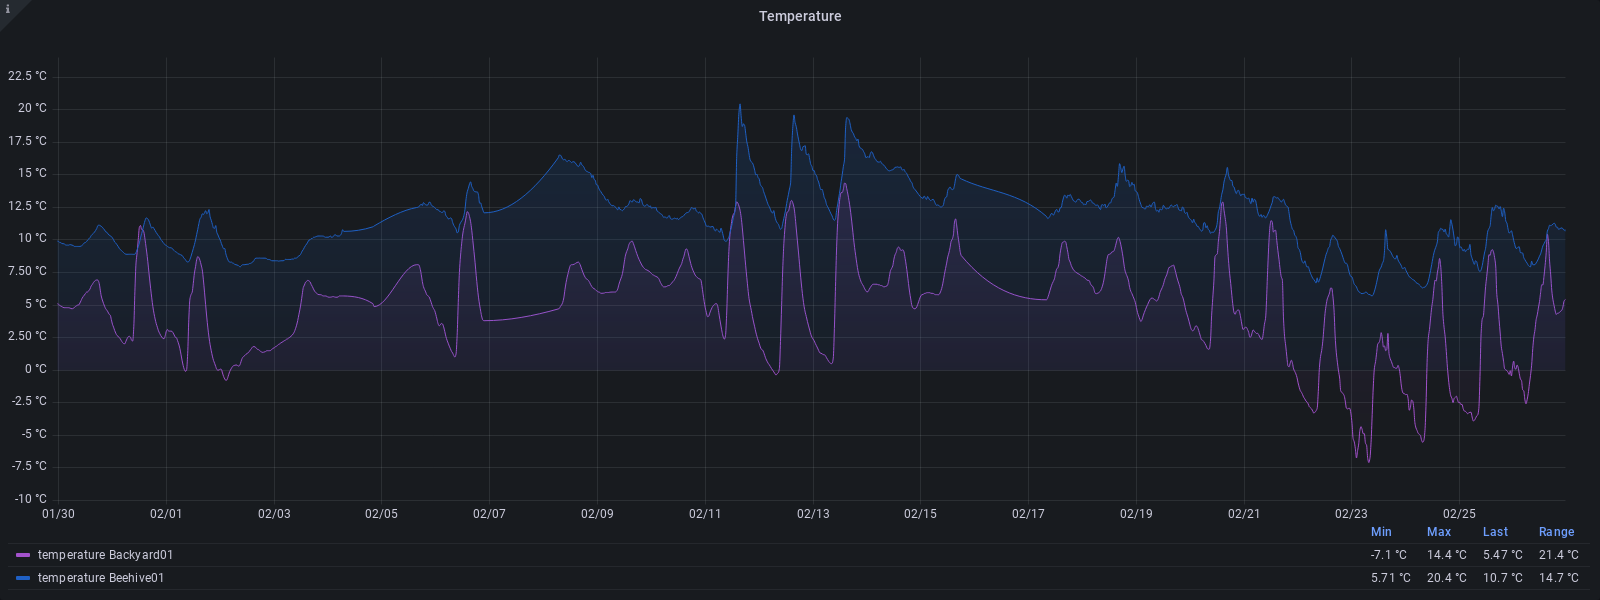 i
Temperature
22.5 °C
20 °C
17.5 °C
15 °C
12.5 °C
10 °C
7.50 °C
5 °C
2.50 °C
0 °C
-2.5 °C
-5 °C
-7.5 °C
-10 °C
01/30 02/01 02/03 02/05 02/07 02/09 02/11 02/13 02/15 02/17 02/19 02/21 02/23 02/25
Min Max Last Range
temperature Backyard01 -7.1 °C 14.4 °C 5.47 °C 21.4 °C
temperature Beehive01 5.71 °C 20.4 °C 10.7 °C 14.7 °C